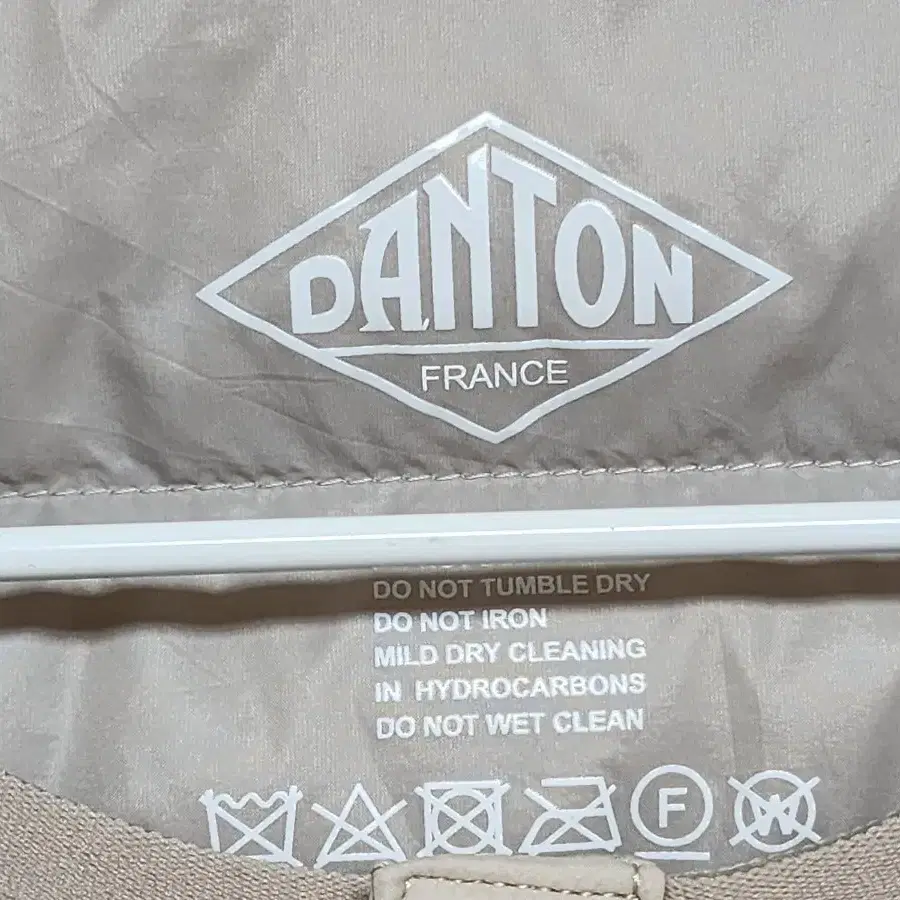 DANTON
FRANCE
DO NOT TUMBLE DRY
DO NOT IRON
MILD DRY CLEANING
IN HYDROCARBONS
DO NOT WET CLEAN
F W